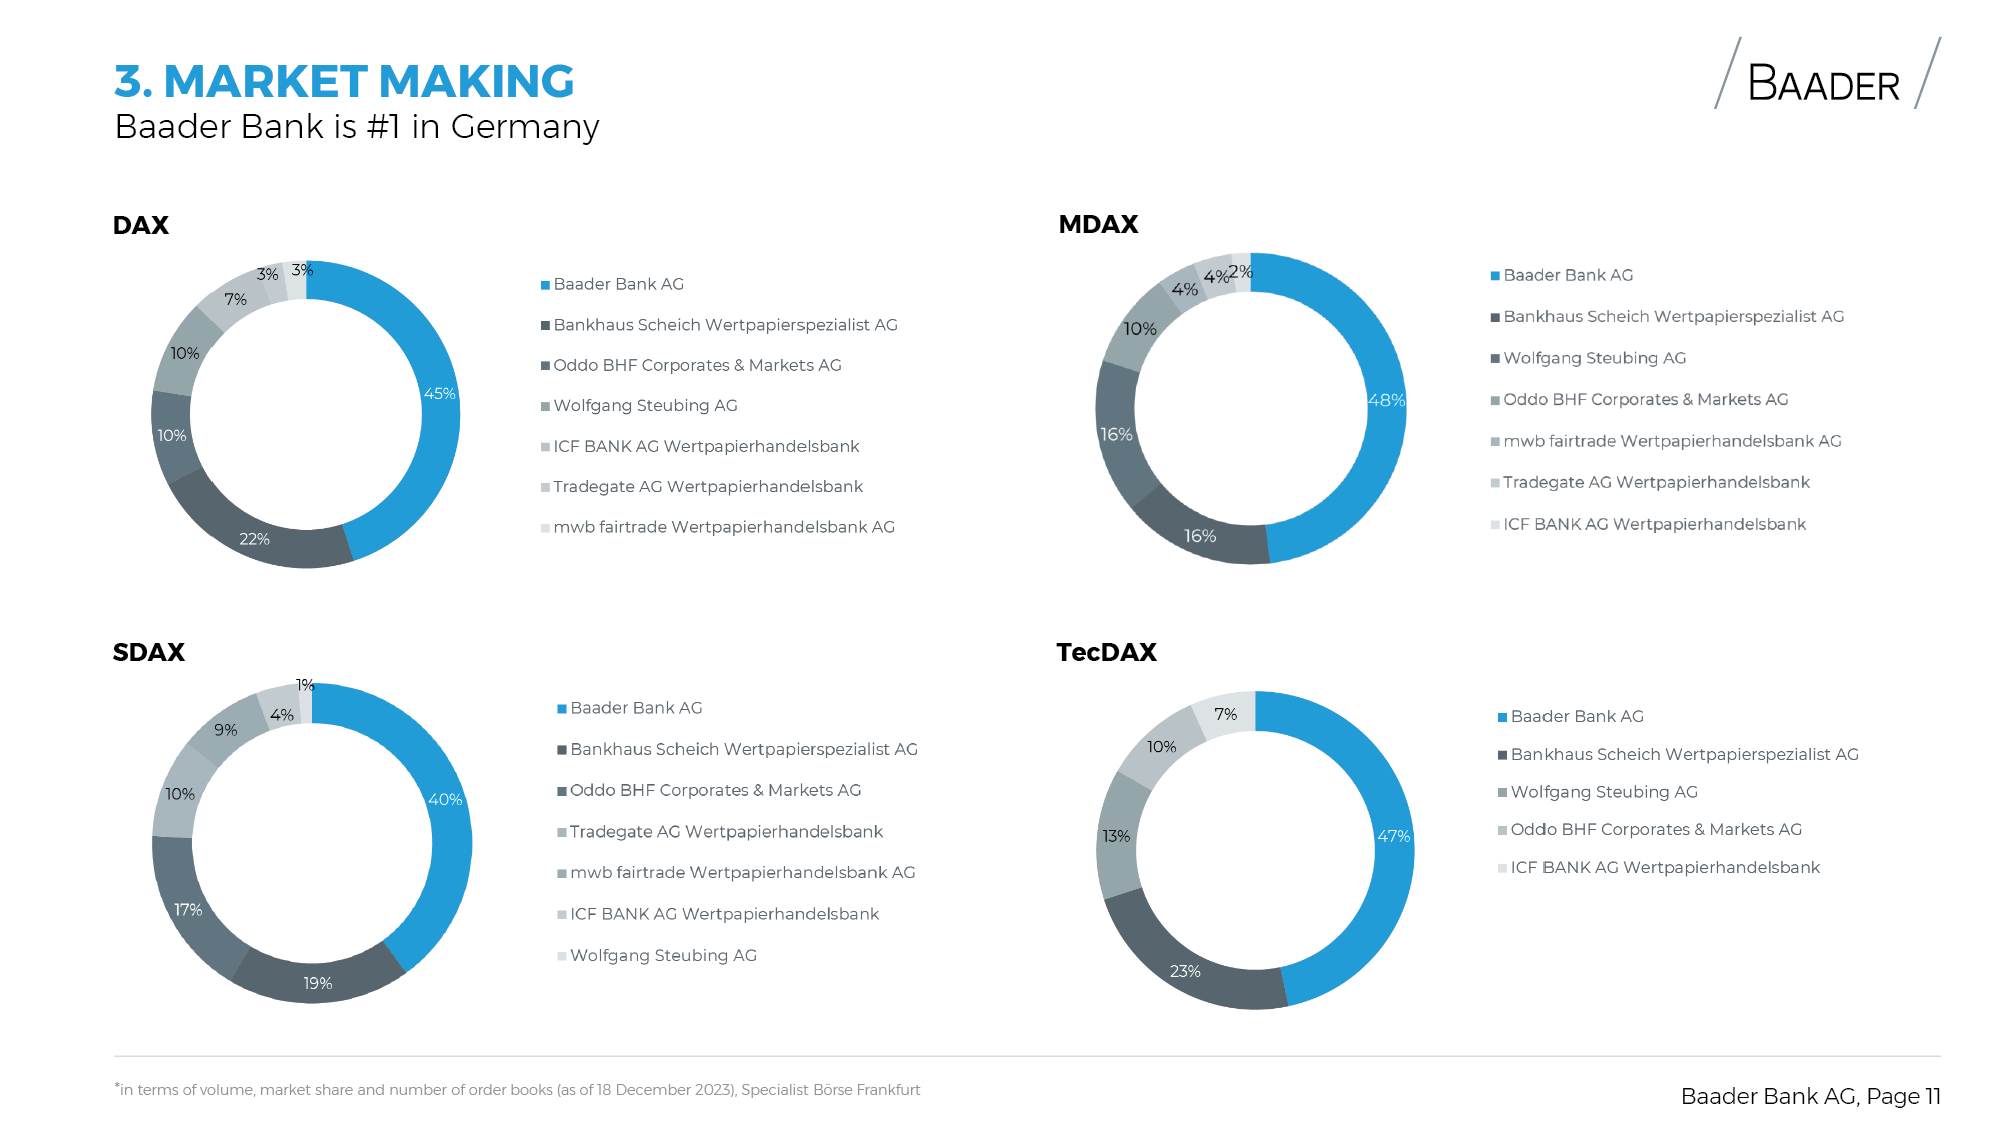 3. MARKET MAKING
Baader Bank is #1 in Germany
BAADER
DAX
3%
3%
7%
10%
45%
10%
22%
Baader Bank AG
Bankhaus Scheich Wertpapierspezialist AG
Oddo BHF Corporates & Markets AG
Wolfgang Steubing AG
ICF BANK AG Wertpapierhandelsbank
Tradegate AG Wertpapierhandelsbank
mwb fairtrade Wertpapierhandelsbank AG
MDAX
2%
4%
4%
10%
48%
16%
16%
Baader Bank AG
Bankhaus Scheich Wertpapierspezialist AG
Wolfgang Steubing AG
Oddo BHF Corporates & Markets AG
mwb fairtrade Wertpapierhandelsbank AG
Tradegate AG Wertpapierhandelsbank
ICF BANK AG Wertpapierhandelsbank
SDAX
1%
4%
9%
10%
40%
17%
19%
Baader Bank AG
Bankhaus Scheich Wertpapierspezialist AG
Oddo BHF Corporates & Markets AG
Tradegate AG Wertpapierhandelsbank
mwb fairtrade Wertpapierhandelsbank AG
ICF BANK AG Wertpapierhandelsbank
Wolfgang Steubing AG
TecDAX
7%
10%
13%
47%
23%
Baader Bank AG
Bankhaus Scheich Wertpapierspezialist AG
Wolfgang Steubing AG
Oddo BHF Corporates & Markets AG
ICF BANK AG Wertpapierhandelsbank
*in terms of volume, market share and number of order books (as of 18 December 2023), Specialist Börse Frankfurt
Baader Bank AG, Page 11